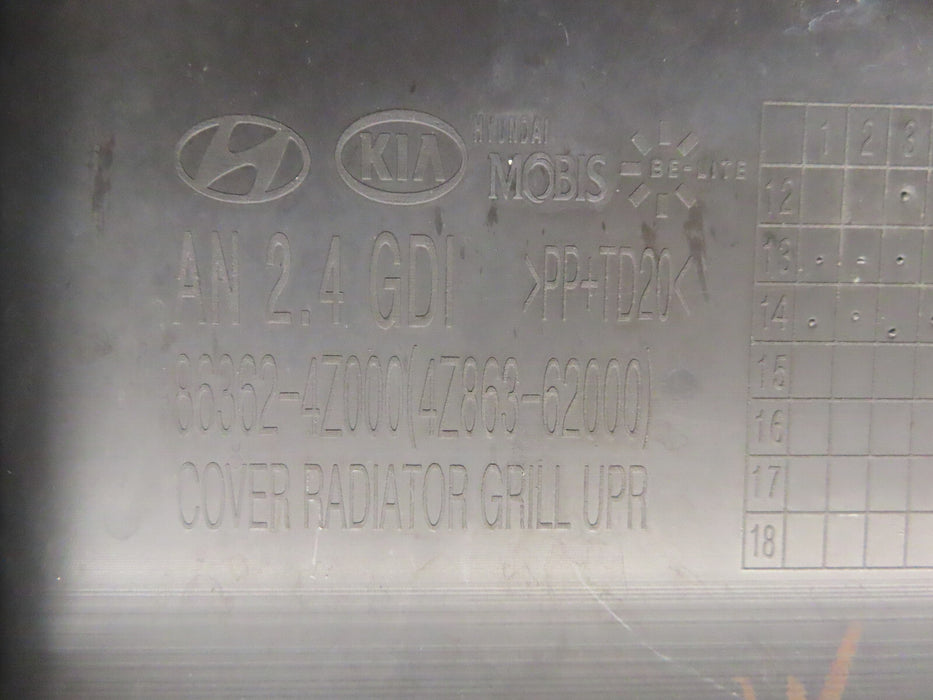 KIA HYUNDAI
MOBIS BE-LITE
AN 2.4 GDI >PP+TD20<
86362-4Z000(4Z863-62000)
COVER RADIATOR GRILL UPR
1 2 3
12
13
14
15
16
17
18